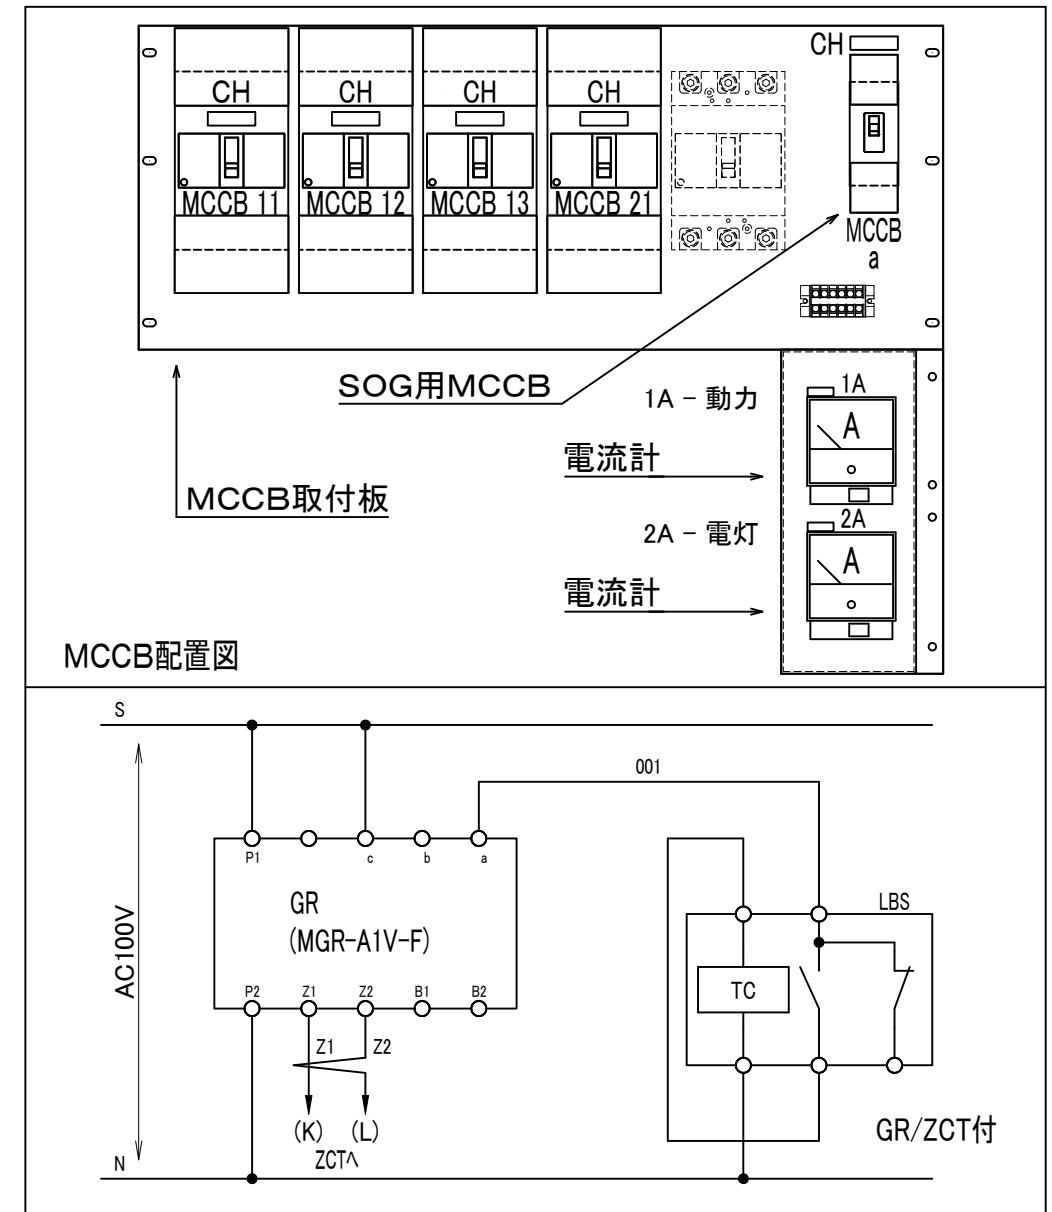 CH
CH CH CH CH
MCCB 11 MCCB 12 MCCB 13 MCCB 21
MCCB
a
SOG用MCCB
1A
1A − 動力
A
電流計
MCCB取付板
2A
2A − 電灯
A
電流計
MCCB配置図
S
001
P1 c b a
GR
(MGR-A1V-F)
LBS
AC100V
TC
P2 Z1 Z2 B1 B2
Z1 Z2
(K) (L)
ZCTへ
GR/ZCT付
N